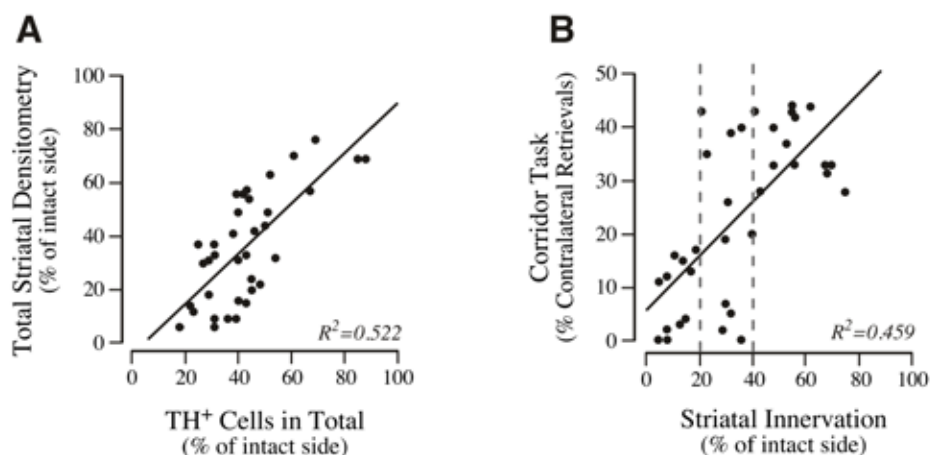 A
Total Striatal Densitometry
(% of intact side)
100
80
60
40
20
0
R²=0.522
0 20 40 60 80 100
TH⁺ Cells in Total
(% of intact side)
B
Corridor Task
(% Contralateral Retrievals)
50
40
30
20
10
0
R²=0.459
0 20 40 60 80 100
Striatal Innervation
(% of intact side)